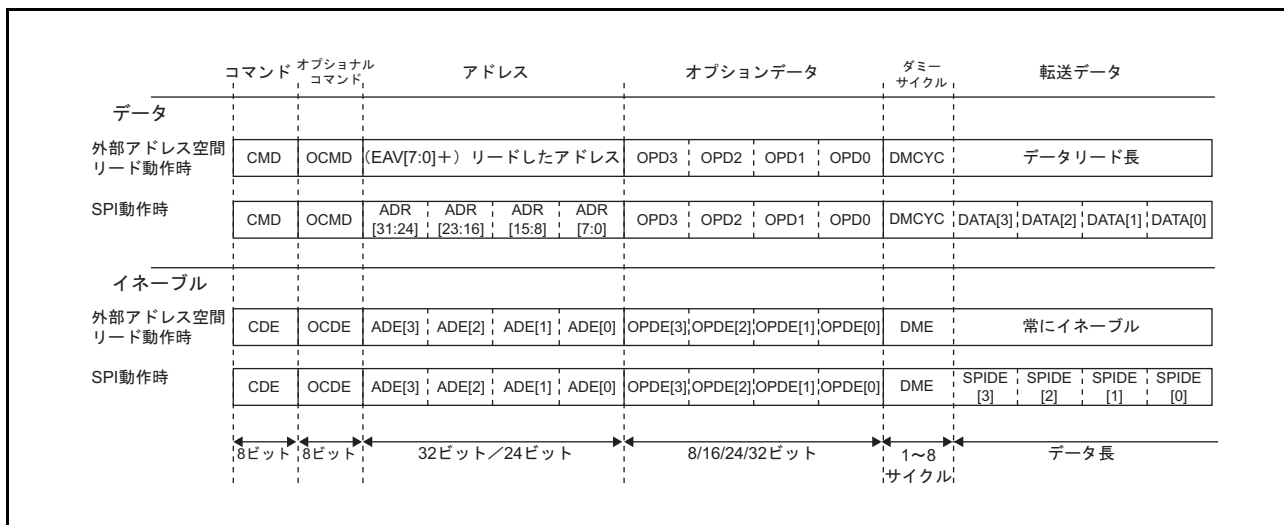 コマンド オプショナルコマンド アドレス オプションデータ ダミーサイクル 転送データ
データ
外部アドレス空間リード動作時 CMD OCMD (EAV[7:0]+) リードしたアドレス OPD3 OPD2 OPD1 OPD0 DMCYC データリード長
SPI動作時 CMD OCMD ADR[31:24] ADR[23:16] ADR[15:8] ADR[7:0] OPD3 OPD2 OPD1 OPD0 DMCYC DATA[3] DATA[2] DATA[1] DATA[0]
イネーブル
外部アドレス空間リード動作時 CDE OCDE ADE[3] ADE[2] ADE[1] ADE[0] OPDE[3] OPDE[2] OPDE[1] OPDE[0] DME 常にイネーブル
SPI動作時 CDE OCDE ADE[3] ADE[2] ADE[1] ADE[0] OPDE[3] OPDE[2] OPDE[1] OPDE[0] DME SPIDE[3] SPIDE[2] SPIDE[1] SPIDE[0]
8ビット 8ビット 32ビット／24ビット 8/16/24/32ビット 1～8サイクル データ長